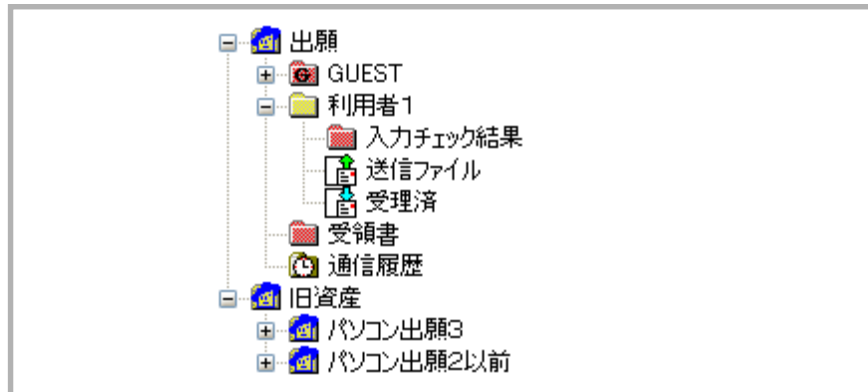 出願
GUEST
利用者1
入力チェック結果
送信ファイル
受理済
受領書
通信履歴
旧資産
パソコン出願3
パソコン出願2以前